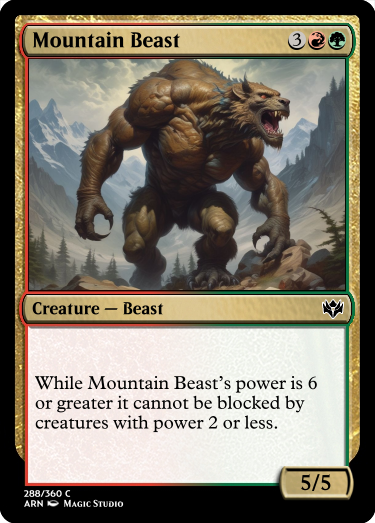 Mountain Beast 3
Creature — Beast
While Mountain Beast's power is 6
or greater it cannot be blocked by
creatures with power 2 or less.
5/5
288/360 C
ARN Magic Studio